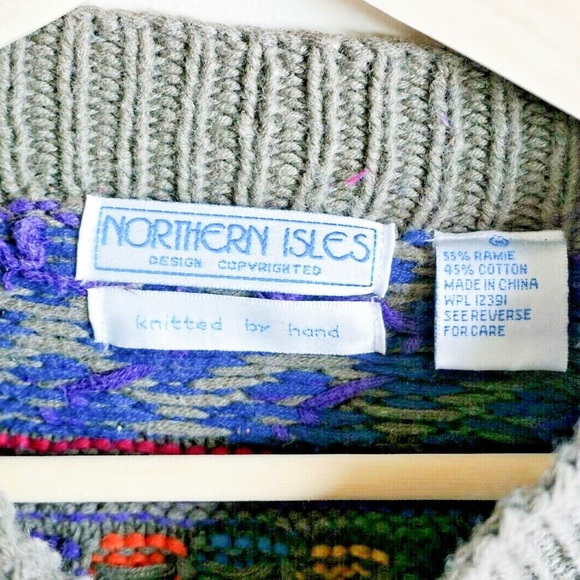 NORTHERN ISLES
DESIGN COPYRIGHTED
knitted by hand
M
55% RAMIE
45% COTTON
MADE IN CHINA
WPL 12391
SEE REVERSE
FOR CARE